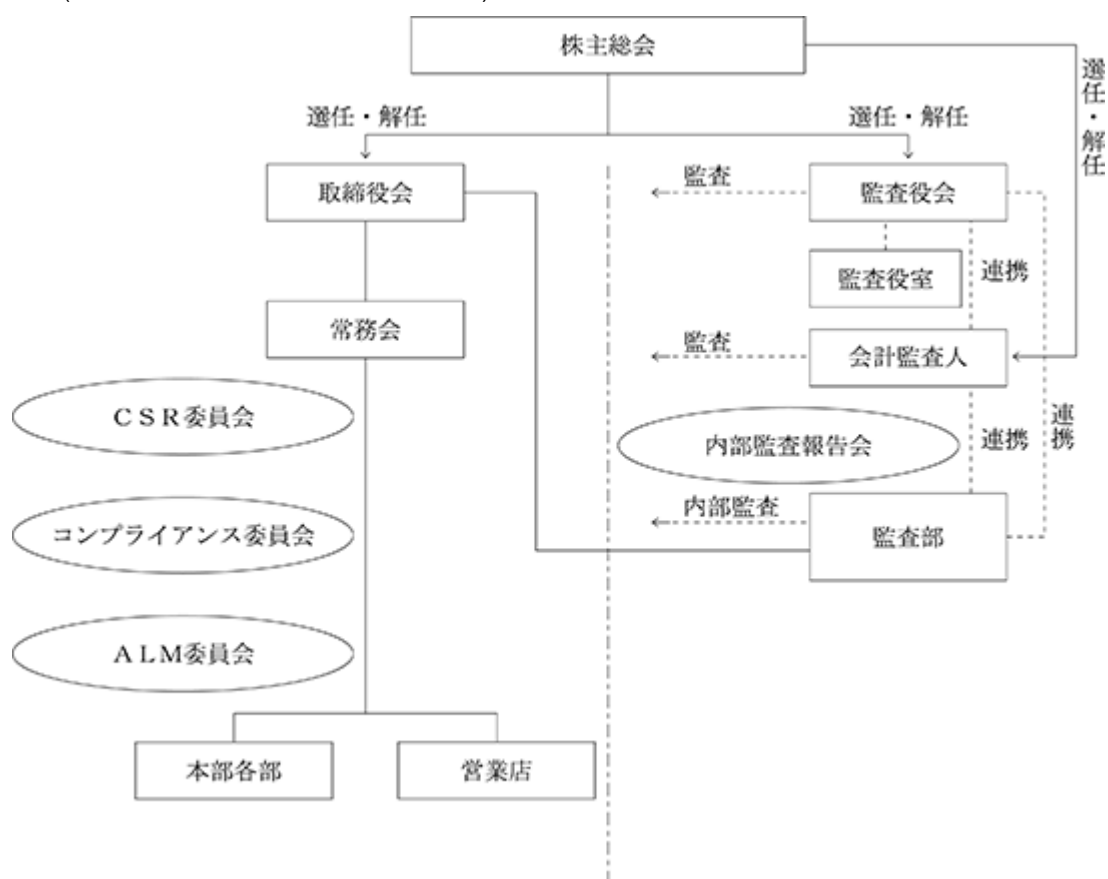 株主総会
選任・解任
選任・解任
選任・解任
取締役会
監査
監査役会
監査役室
連携
常務会
監査
会計監査人
ＣＳＲ委員会
内部監査報告会
連携
連携
コンプライアンス委員会
内部監査
監査部
ＡＬＭ委員会
本部各部
営業店